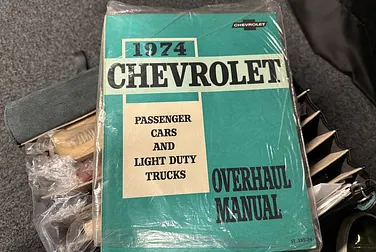 CHEVROLET
1974
CHEVROLET
PASSENGER
CARS
AND
LIGHT DUTY
TRUCKS
OVERHAUL
MANUAL